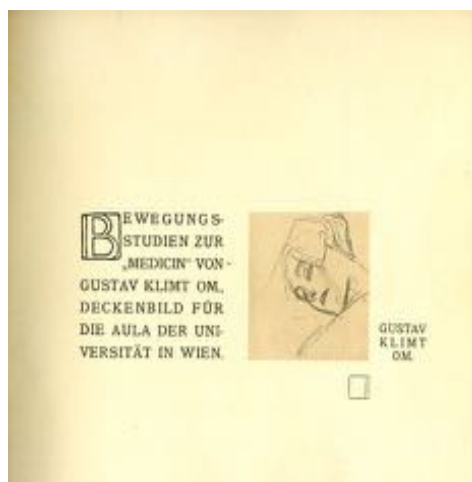 BEWEGUNGS-
STUDIEN ZUR
„MEDICIN" VON
GUSTAV KLIMT OM.,
DECKENBILD FÜR
DIE AULA DER UNI-
VERSITÄT IN WIEN.
GUSTAV
KLIMT
OM.